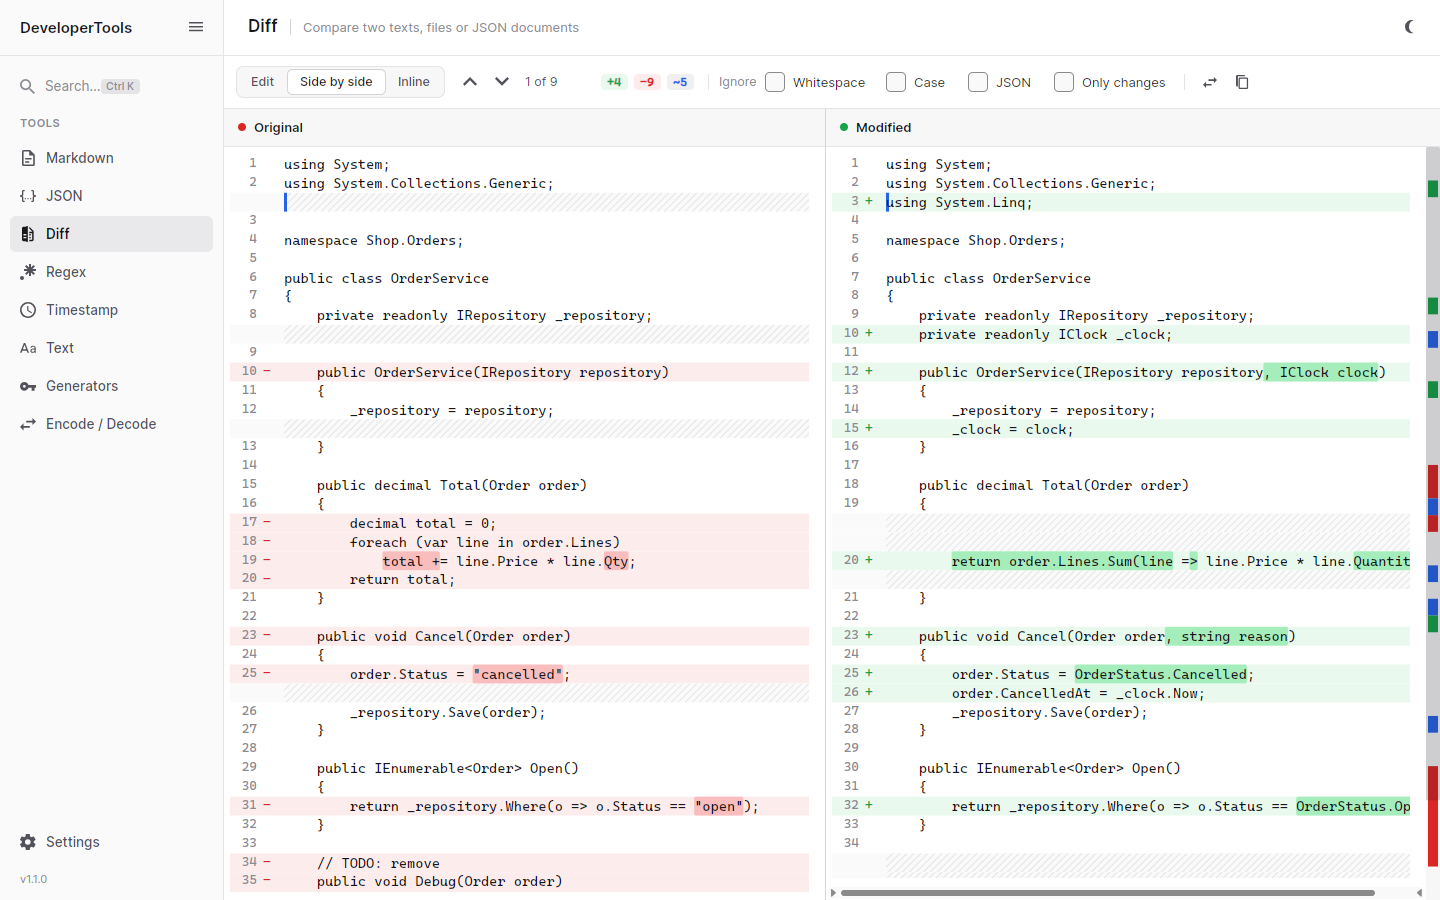 DeveloperTools
Search... Ctrl K
TOOLS
Markdown
JSON
Diff
Regex
Timestamp
Text
Generators
Encode / Decode
Settings
v1.1.0
Diff Compare two texts, files or JSON documents
Edit Side by side Inline 1 of 9 +4 −9 ~5 Ignore Whitespace Case JSON Only changes
Original
1 using System;
2 using System.Collections.Generic;
3
4 namespace Shop.Orders;
5
6 public class OrderService
7 {
8 private readonly IRepository _repository;
9
10 − public OrderService(IRepository repository)
11 {
12 _repository = repository;
13 }
14
15 public decimal Total(Order order)
16 {
17 − decimal total = 0;
18 − foreach (var line in order.Lines)
19 − total += line.Price * line.Qty;
20 − return total;
21 }
22
23 − public void Cancel(Order order)
24 {
25 − order.Status = "cancelled";
26 _repository.Save(order);
27 }
28
29 public IEnumerable<Order> Open()
30 {
31 − return _repository.Where(o => o.Status == "open");
32 }
33
34 − // TODO: remove
35 − public void Debug(Order order)
Modified
1 using System;
2 using System.Collections.Generic;
3 + using System.Linq;
4
5 namespace Shop.Orders;
6
7 public class OrderService
8 {
9 private readonly IRepository _repository;
10 + private readonly IClock _clock;
11
12 + public OrderService(IRepository repository, IClock clock)
13 {
14 _repository = repository;
15 + _clock = clock;
16 }
17
18 public decimal Total(Order order)
19 {
20 + return order.Lines.Sum(line => line.Price * line.Quantit
21 }
22
23 + public void Cancel(Order order, string reason)
24 {
25 + order.Status = OrderStatus.Cancelled;
26 + order.CancelledAt = _clock.Now;
27 _repository.Save(order);
28 }
29
30 public IEnumerable<Order> Open()
31 {
32 + return _repository.Where(o => o.Status == OrderStatus.Op
33 }
34